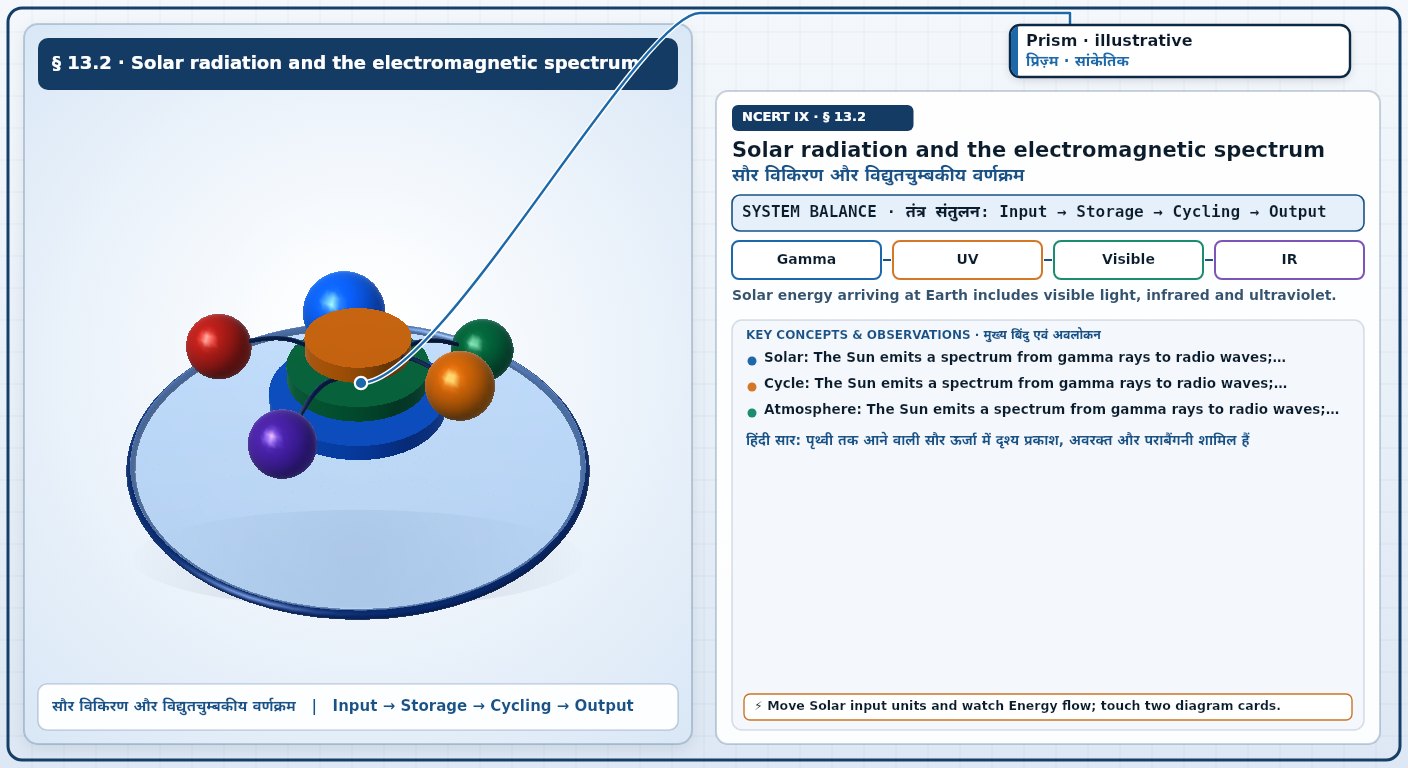 § 13.2 · Solar radiation and the electromagnetic spectrum
Prism · illustrative
प्रिज़्म · सांकेतिक
NCERT IX · § 13.2
Solar radiation and the electromagnetic spectrum
सौर विकिरण और विद्युतचुम्बकीय वर्णक्रम
SYSTEM BALANCE · तंत्र संतुलन: Input → Storage → Cycling → Output
Gamma
UV
Visible
IR
Solar energy arriving at Earth includes visible light, infrared and ultraviolet.
KEY CONCEPTS & OBSERVATIONS · मुख्य बिंदु एवं अवलोकन
Solar: The Sun emits a spectrum from gamma rays to radio waves;…
Cycle: The Sun emits a spectrum from gamma rays to radio waves;…
Atmosphere: The Sun emits a spectrum from gamma rays to radio waves;…
हिंदी सार: पृथ्वी तक आने वाली सौर ऊर्जा में दृश्य प्रकाश, अवरक्त और पराबैंगनी शामिल हैं
⚡ Move Solar input units and watch Energy flow; touch two diagram cards.
सौर विकिरण और विद्युतचुम्बकीय वर्णक्रम | Input → Storage → Cycling → Output